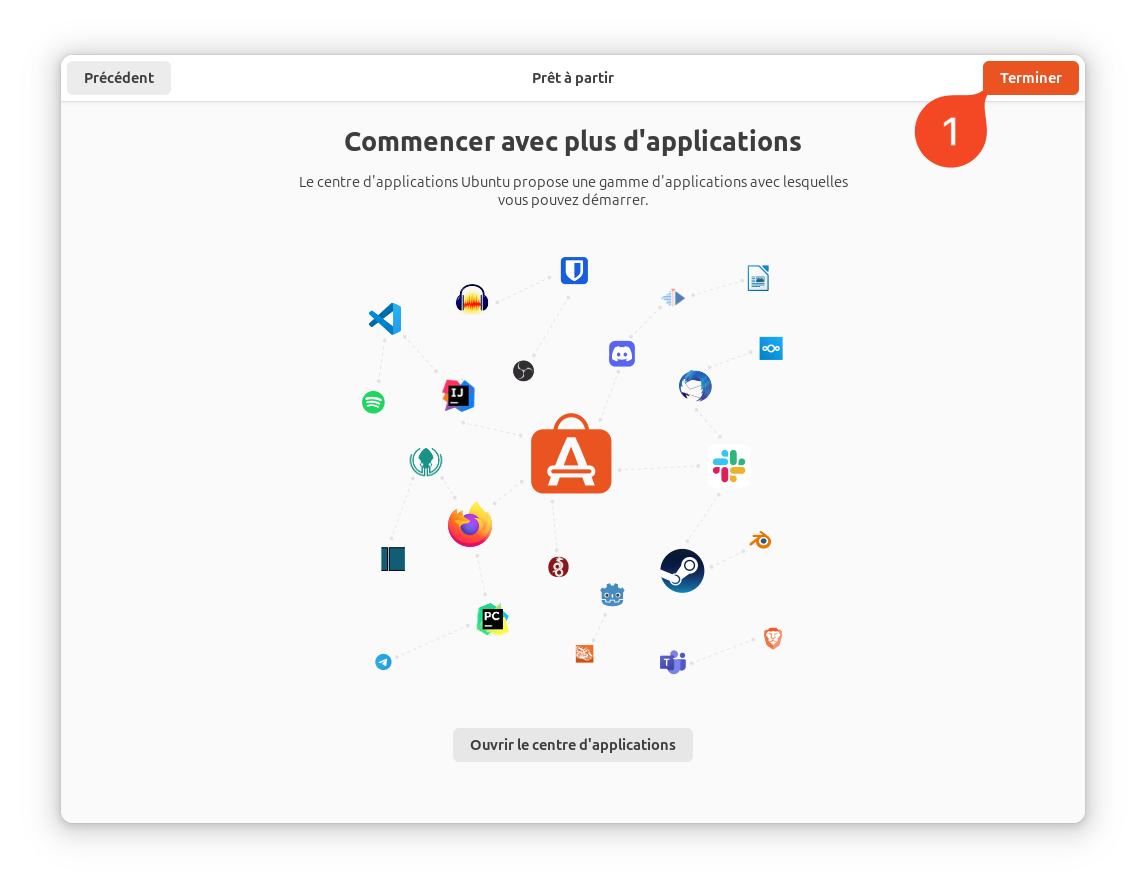 Précédent
Prêt à partir
Terminer
1
Commencer avec plus d'applications
Le centre d'applications Ubuntu propose une gamme d'applications avec lesquelles
vous pouvez démarrer.
IJ
PC
T
Ouvrir le centre d'applications